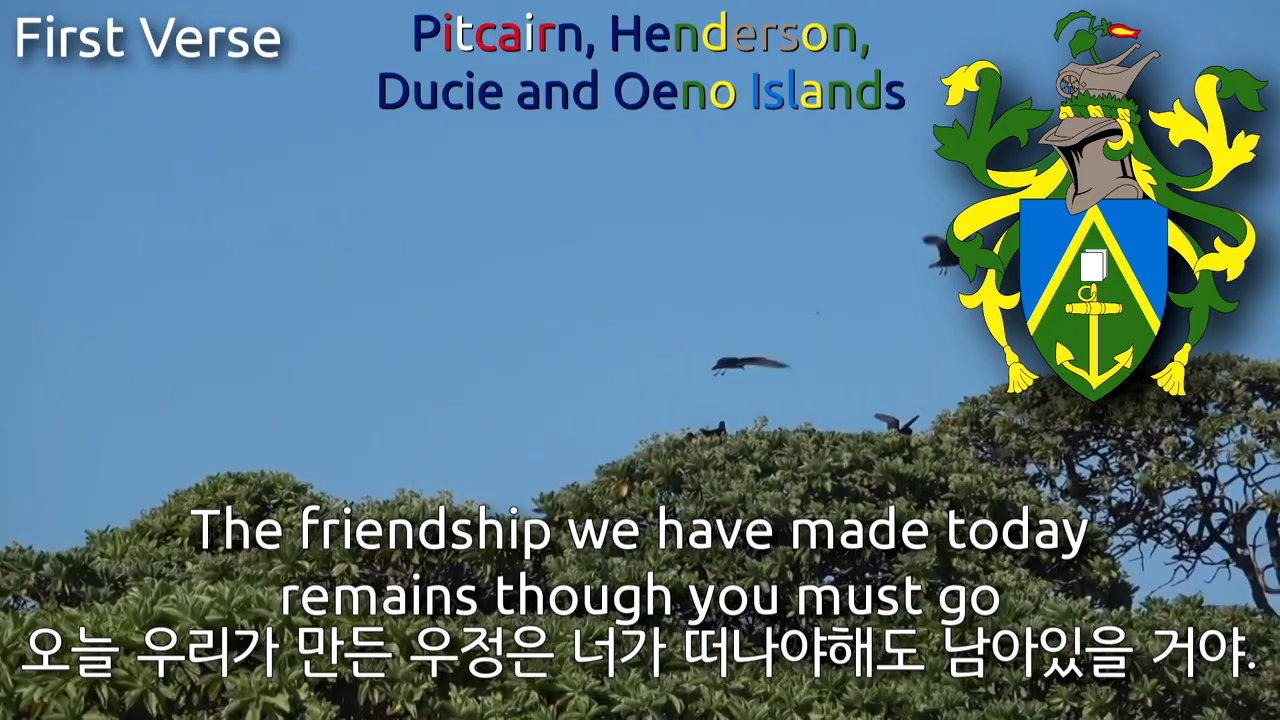 First Verse
Pitcairn, Henderson,
Ducie and Oeno Islands
The friendship we have made today
remains though you must go
오늘 우리가 만든 우정은 너가 떠나야해도 남아있을 거야.